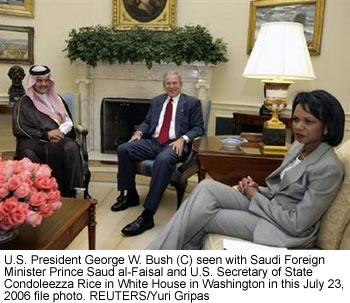 U.S. President George W. Bush (C) seen with Saudi Foreign
Minister Prince Saud al-Faisal and U.S. Secretary of State
Condoleezza Rice in White House in Washington in this July 23,
2006 file photo. REUTERS/Yuri Gripas